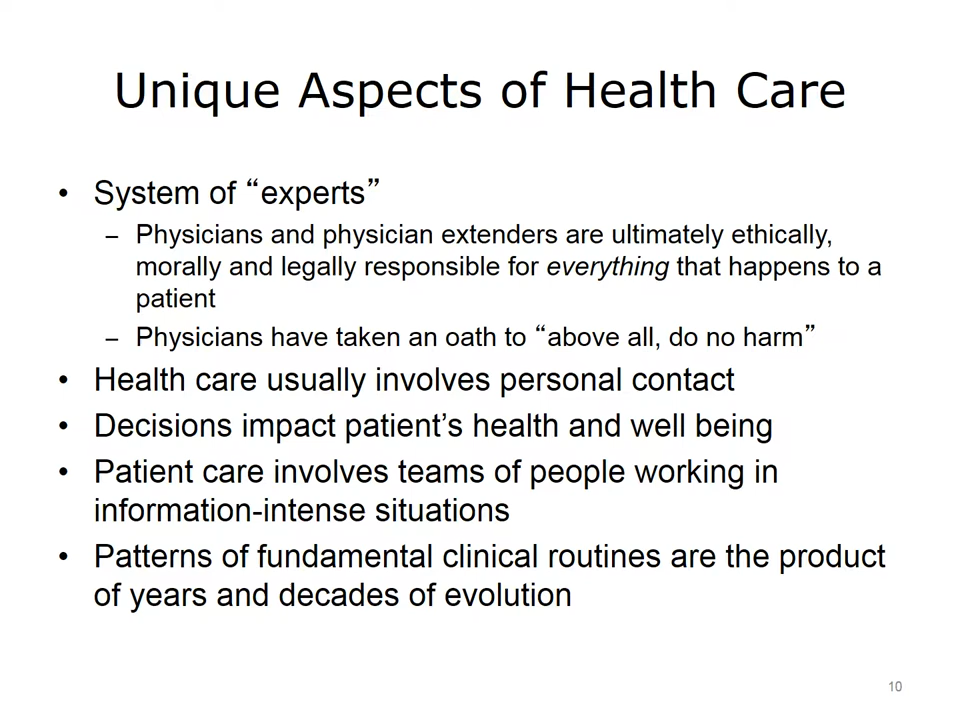 Unique Aspects of Health Care
• System of “experts”
– Physicians and physician extenders are ultimately ethically,
morally and legally responsible for everything that happens to a
patient
– Physicians have taken an oath to “above all, do no harm”
• Health care usually involves personal contact
• Decisions impact patient’s health and well being
• Patient care involves teams of people working in
information-intense situations
• Patterns of fundamental clinical routines are the product
of years and decades of evolution
10